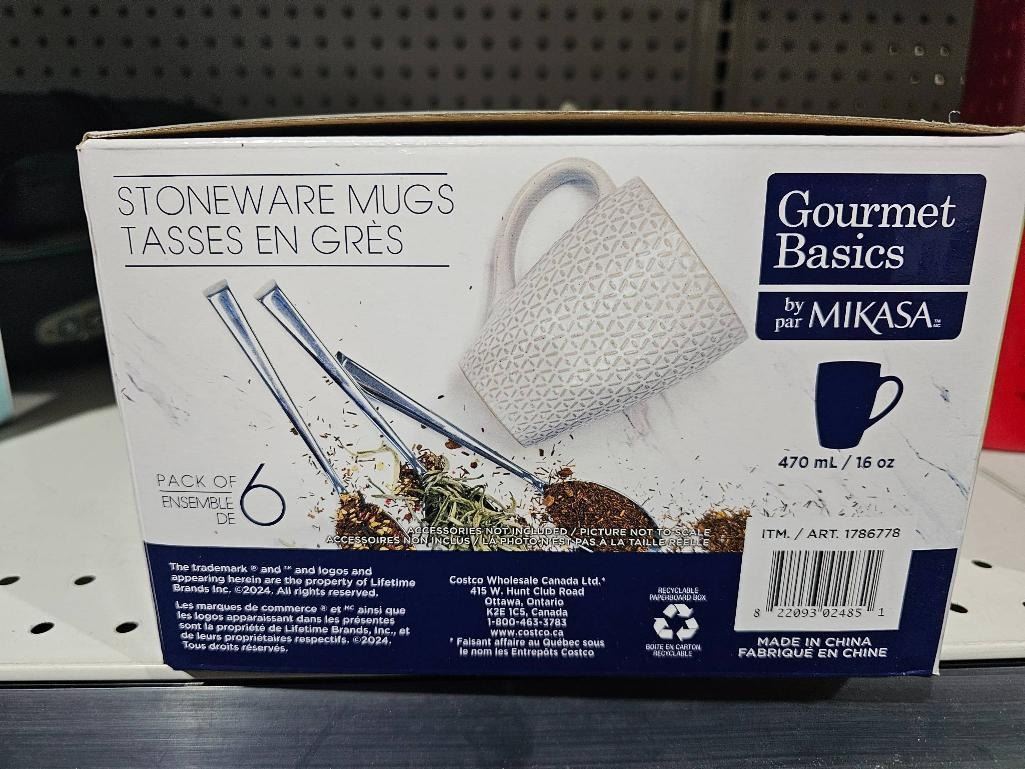 STONEWARE MUGS
TASSES EN GRÈS
Gourmet
Basics
by
par MIKASA™
MC
470 mL / 16 oz
PACK OF
ENSEMBLE
DE
6
ACCESSORIES NOT INCLUDED / PICTURE NOT TO SCALE
ACCESSOIRES NON INCLUS / LA PHOTO N'EST PAS À LA TAILLE RÉELLE
ITM. / ART. 1786778
8 22093 02485 1
The trademark ® and ™ and logos and
appearing herein are the property of Lifetime
Brands Inc. ©2024. All rights reserved.
Les marques de commerce ® et MC ainsi que
les logos apparaissant dans les présentes
sont la propriété de Lifetime Brands, Inc., et
de leurs propriétaires respectifs. ©2024.
Tous droits réservés.
Costco Wholesale Canada Ltd.*
415 W. Hunt Club Road
Ottawa, Ontario
K2E 1C5, Canada
1-800-463-3783
www.costco.ca
* Faisant affaire au Québec sous
le nom les Entrepôts Costco
RECYCLABLE
PAPERBOARD BOX
BOITE EN CARTON
RECYCLABLE
MADE IN CHINA
FABRIQUÉ EN CHINE